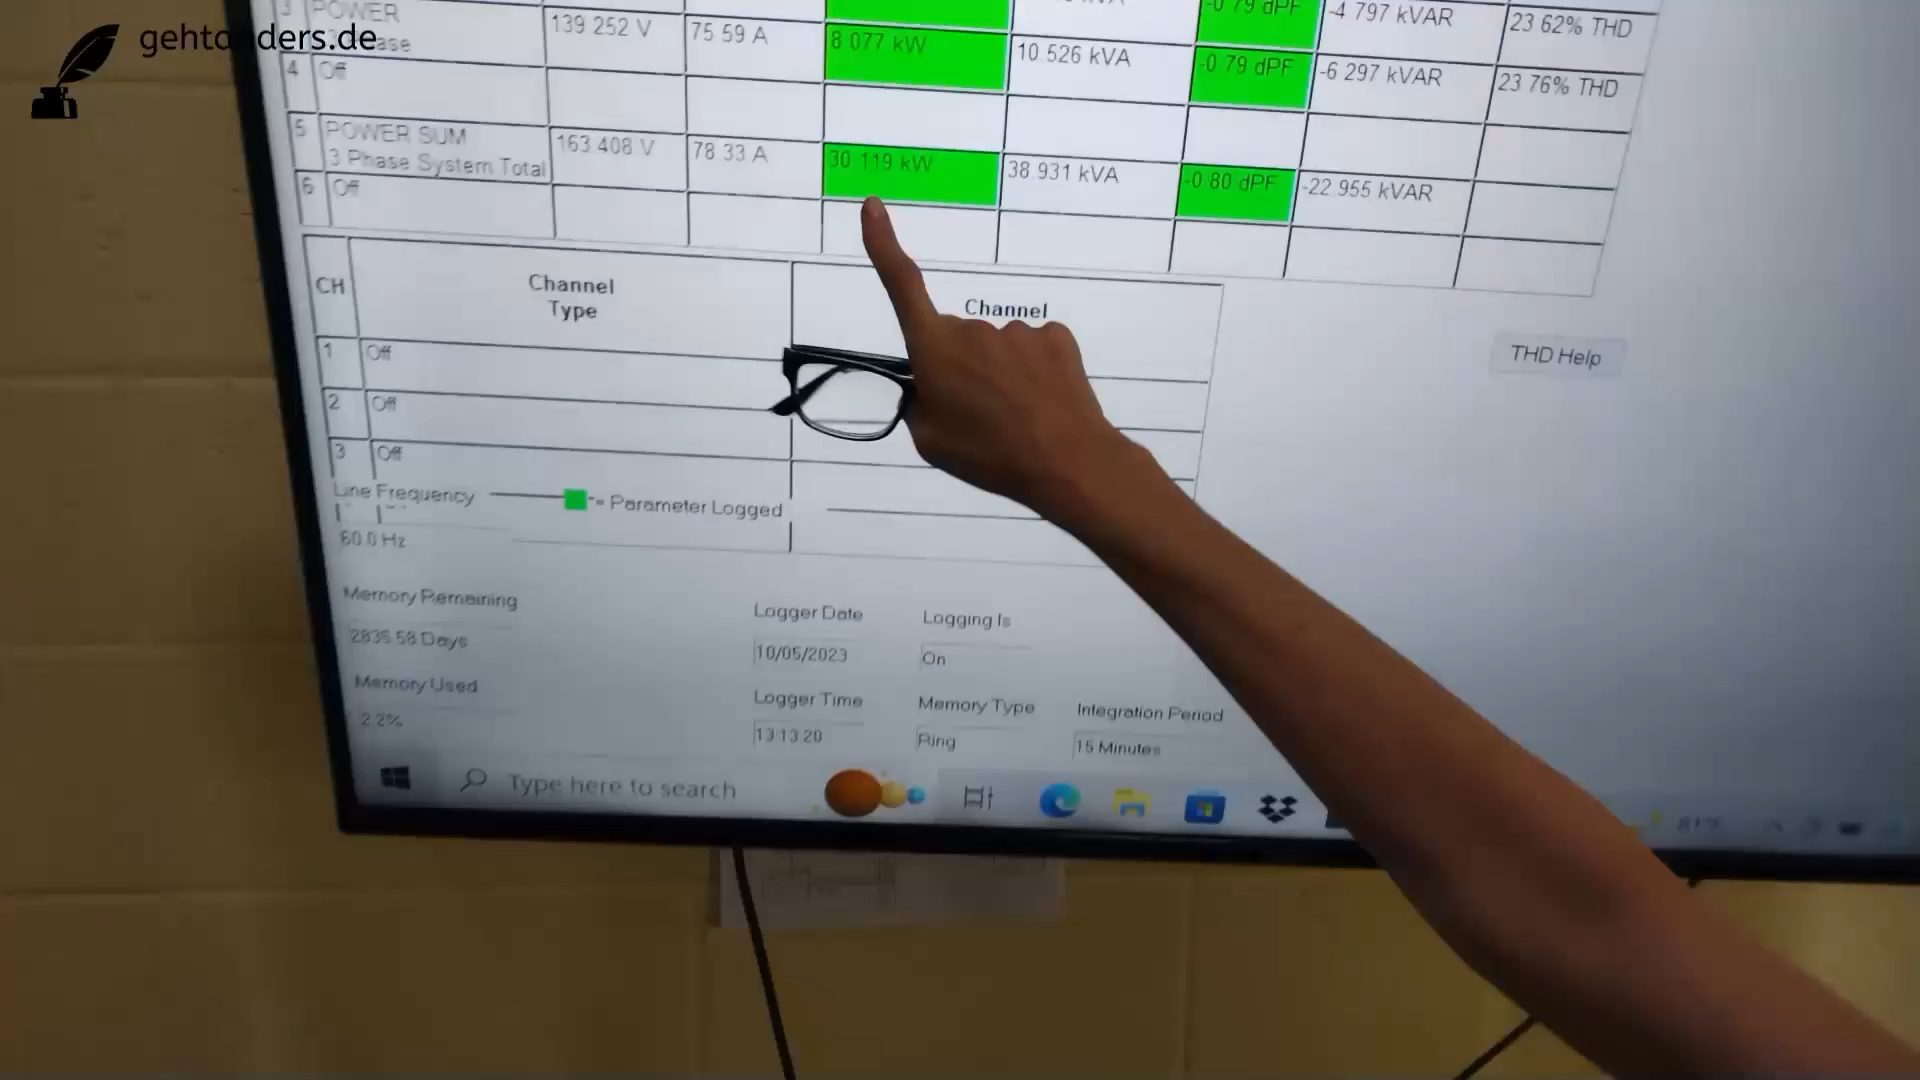 gehtanders.de
3 POWER
139 252 V 75 59 A 8 077 kW 10.526 kVA -0 79 dPF -6 297 kVAR 23 76% THD
-0 79 dPF -4 797 kVAR 23 62% THD
4 Off
5 POWER SUM 163 408 V 78 33 A 30 119 kW 38.931 kVA -0 80 dPF -22 955 kVAR
3 Phase System Total
6 Off
CH Channel Type Channel
1 Off
2 Off
3 Off
Line Frequency = Parameter Logged
60.0 Hz
THD Help
Memory Remaining Logger Date Logging Is
2835 58 Days 10/05/2023 On
Memory Used Logger Time Memory Type Integration Period
2.2% 13:13:20 Ring 15 Minutes
Type here to search